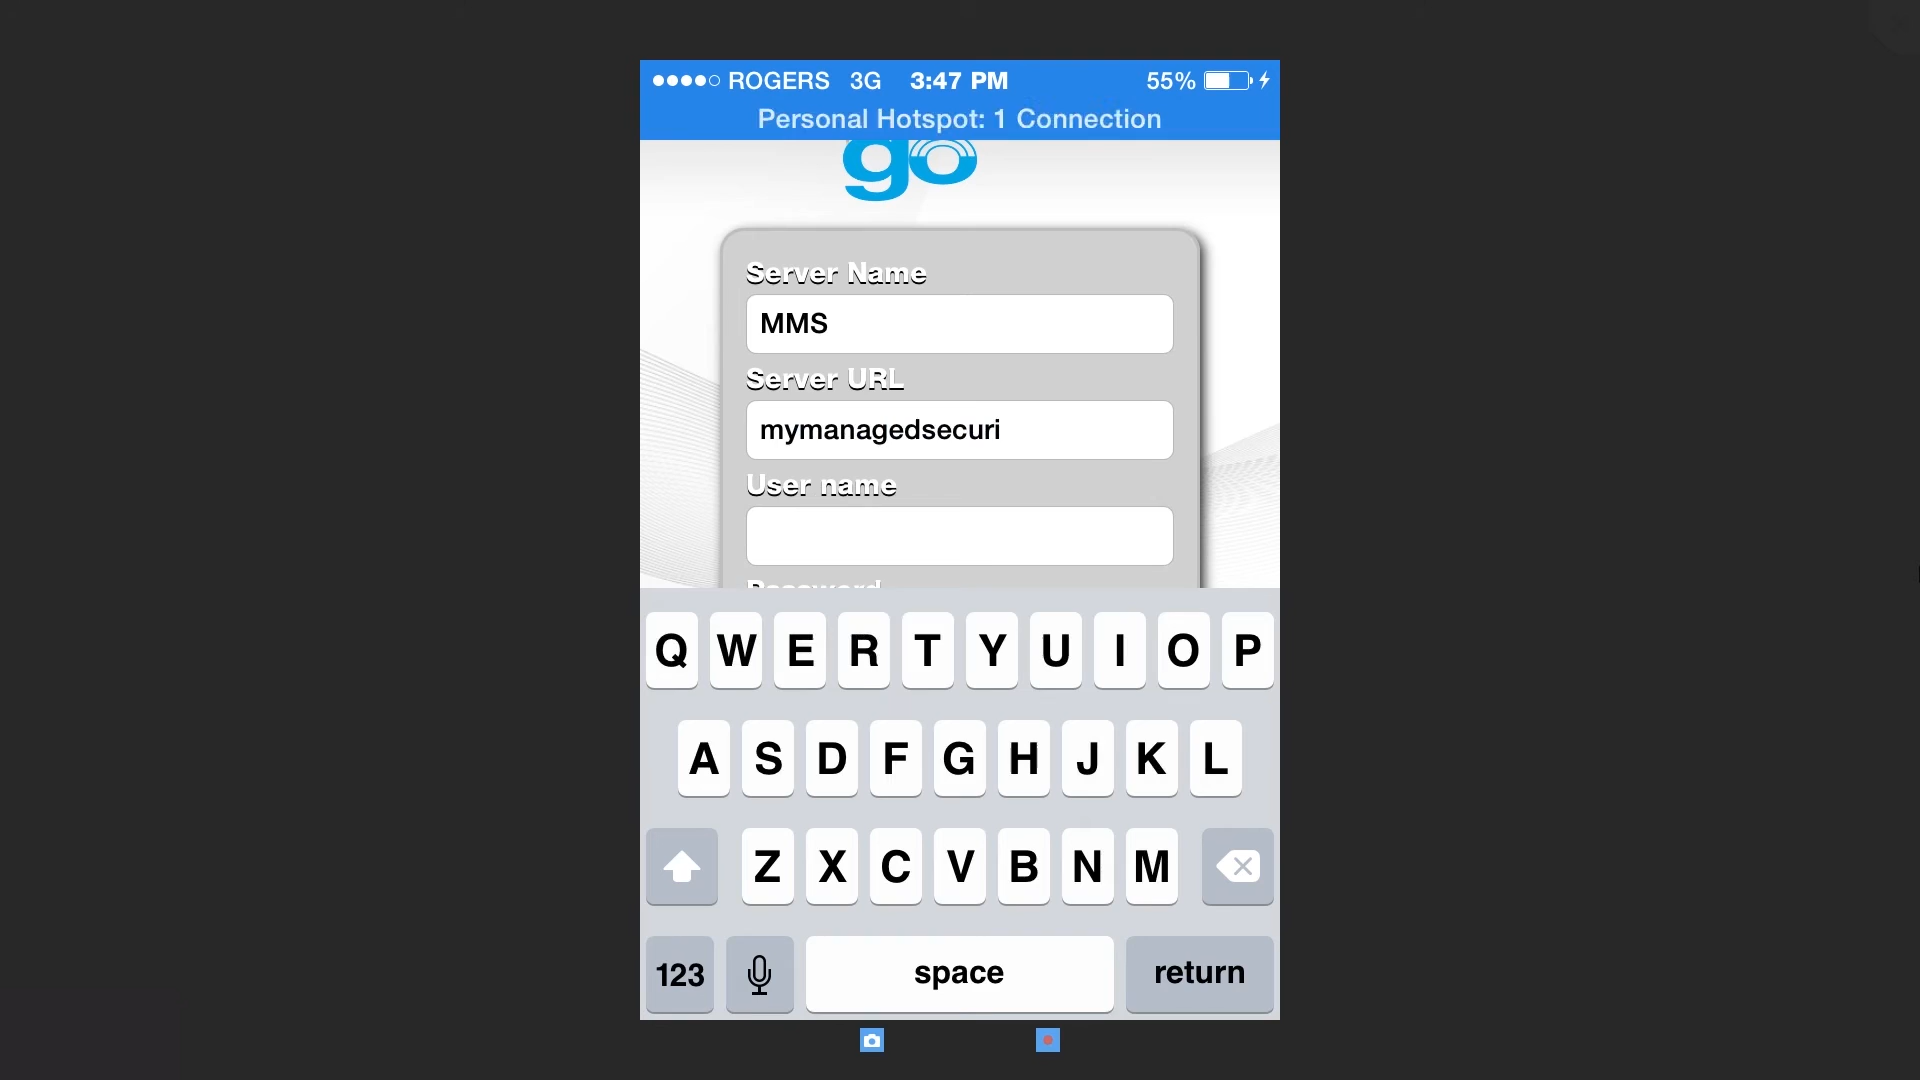 ROGERS 3G 3:47 PM 55%
Personal Hotspot: 1 Connection
go
Server Name
MMS
Server URL
mymanagedsecuri
User name
Password
Q W E R T Y U I O P
A S D F G H J K L
Z X C V B N M
123 space return